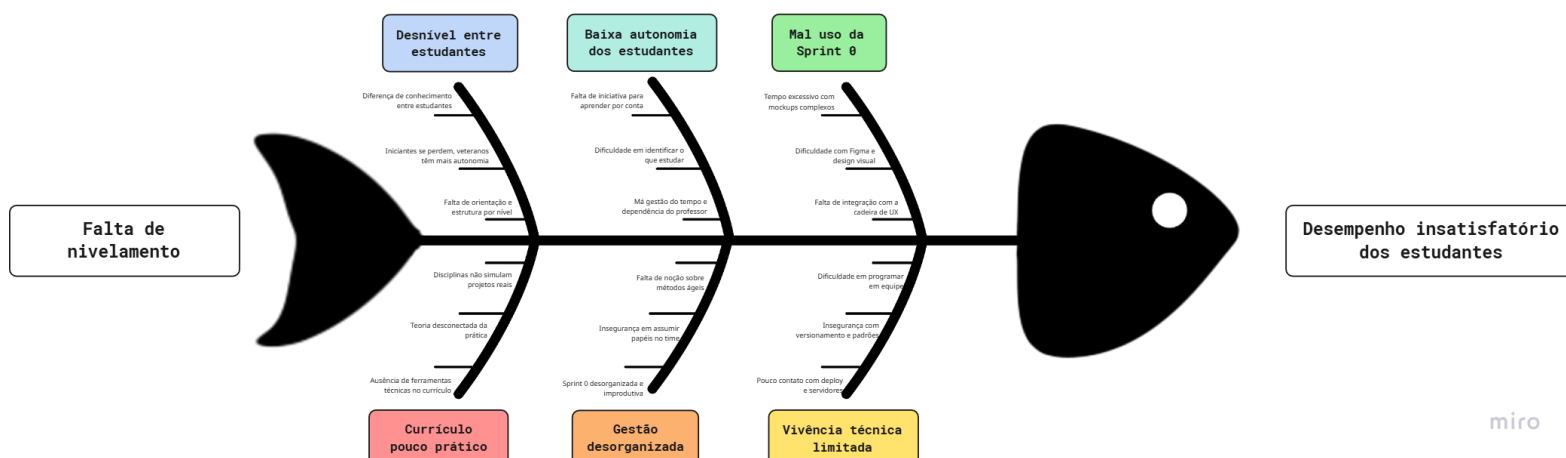 Desnível entre
estudantes
Baixa autonomia
dos estudantes
Mal uso da
Sprint 0
Diferença de conhecimento
entre estudantes
Iniciantes se perdem, veteranos
têm mais autonomia
Falta de orientação e
estrutura por nível
Falta de iniciativa para
aprender por conta
Dificuldade em identificar o
que estudar
Má gestão do tempo e
dependência do professor
Tempo excessivo com
mockups complexos
Dificuldade com Figma e
design visual
Falta de integração com a
cadeira de UX
Falta de
nivelamento
Desempenho insatisfatório
dos estudantes
Disciplinas não simulam
projetos reais
Teoria desconectada da
prática
Ausência de ferramentas
técnicas no currículo
Falta de noção sobre
métodos ágeis
Insegurança em assumir
papéis no time
Sprint 0 desorganizada e
improdutiva
Dificuldade em programar
em equipe
Insegurança com
versionamento e padrões
Pouco contato com deploy
e servidores
Currículo
pouco prático
Gestão
desorganizada
Vivência técnica
limitada
miro